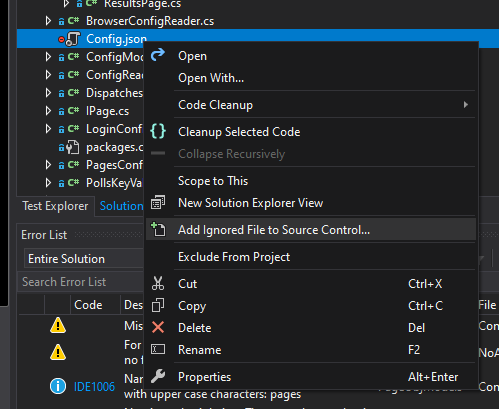 ResultsPage.cs
C# BrowserConfigReader.cs
Config.json
C# ConfigMod
C# ConfigRea
C# Dispatches
C# IPage.cs
C# LoginConf
packages.c
C# PagesConf
C# PollsKeyVa
Open
Open With...
Code Cleanup
Cleanup Selected Code
Collapse Recursively
Scope to This
New Solution Explorer View
Add Ignored File to Source Control...
Exclude From Project
Cut Ctrl+X
Copy Ctrl+C
Delete Del
Rename F2
Properties Alt+Enter
Test Explorer Solution
Error List
Entire Solution
Search Error List
Code Des File
Mis Con
For NoA
no f
IDE1006 Nar Con
with upper case characters: pages